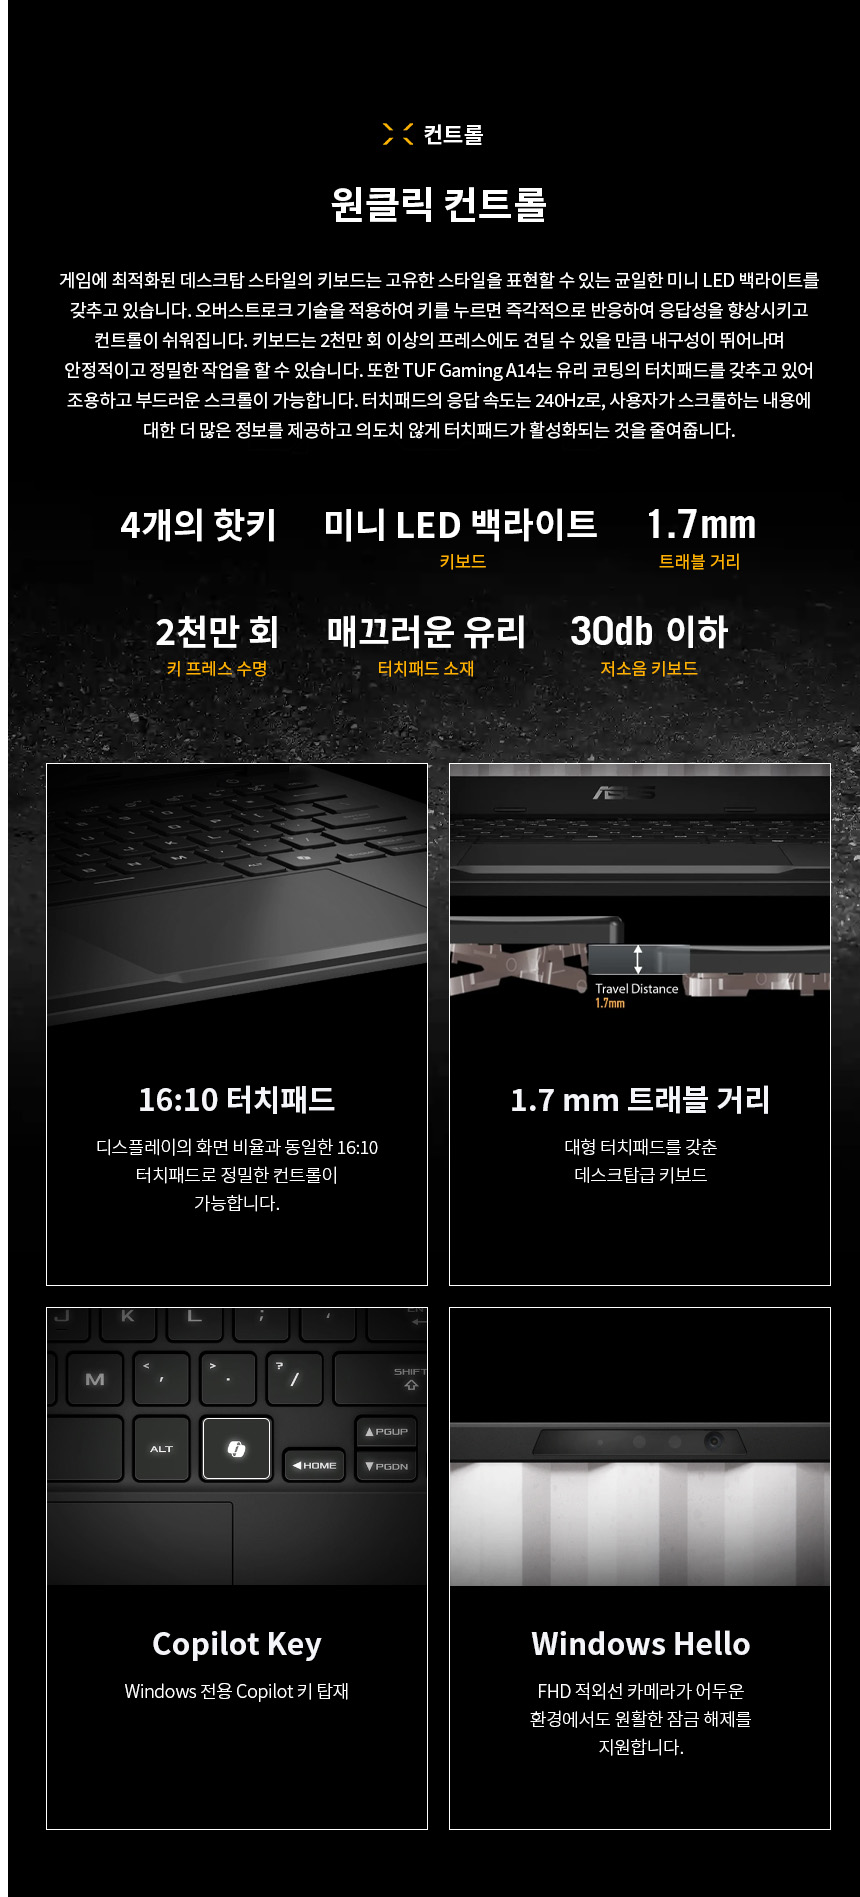 컨트롤
원클릭 컨트롤
게임에 최적화된 데스크탑 스타일의 키보드는 고유한 스타일을 표현할 수 있는 균일한 미니 LED 백라이트를
갖추고 있습니다. 오버스트로크 기술을 적용하여 키를 누르면 즉각적으로 반응하여 응답성을 향상시키고
컨트롤이 쉬워집니다. 키보드는 2천만 회 이상의 프레스에도 견딜 수 있을 만큼 내구성이 뛰어나며
안정적이고 정밀한 작업을 할 수 있습니다. 또한 TUF Gaming A14는 유리 코팅의 터치패드를 갖추고 있어
조용하고 부드러운 스크롤이 가능합니다. 터치패드의 응답 속도는 240Hz로, 사용자가 스크롤하는 내용에
대한 더 많은 정보를 제공하고 의도치 않게 터치패드가 활성화되는 것을 줄여줍니다.
4개의 핫키 미니 LED 백라이트 1.7mm
키보드 트래블 거리
2천만 회 매끄러운 유리 30db 이하
키 프레스 수명 터치패드 소재 저소음 키보드
ASUS
Travel Distance
1.7mm
16:10 터치패드
디스플레이의 화면 비율과 동일한 16:10
터치패드로 정밀한 컨트롤이
가능합니다.
1.7 mm 트래블 거리
대형 터치패드를 갖춘
데스크탑급 키보드
J K L ; '
M < , > . ? / SHIFT
ALT ◀HOME ▲PGUP
▼PGDN
Copilot Key
Windows 전용 Copilot 키 탑재
Windows Hello
FHD 적외선 카메라가 어두운
환경에서도 원활한 잠금 해제를
지원합니다.